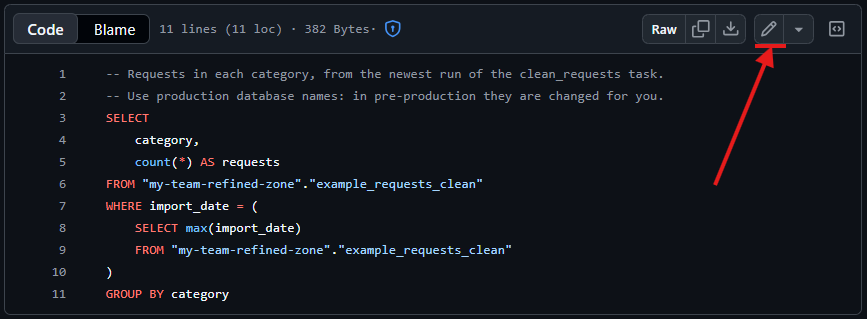 Code Blame 11 lines (11 loc) · 382 Bytes · Raw
1 -- Requests in each category, from the newest run of the clean_requests task.
2 -- Use production database names: in pre-production they are changed for you.
3 SELECT
4     category,
5     count(*) AS requests
6 FROM "my-team-refined-zone"."example_requests_clean"
7 WHERE import_date = (
8     SELECT max(import_date)
9     FROM "my-team-refined-zone"."example_requests_clean"
10 )
11 GROUP BY category